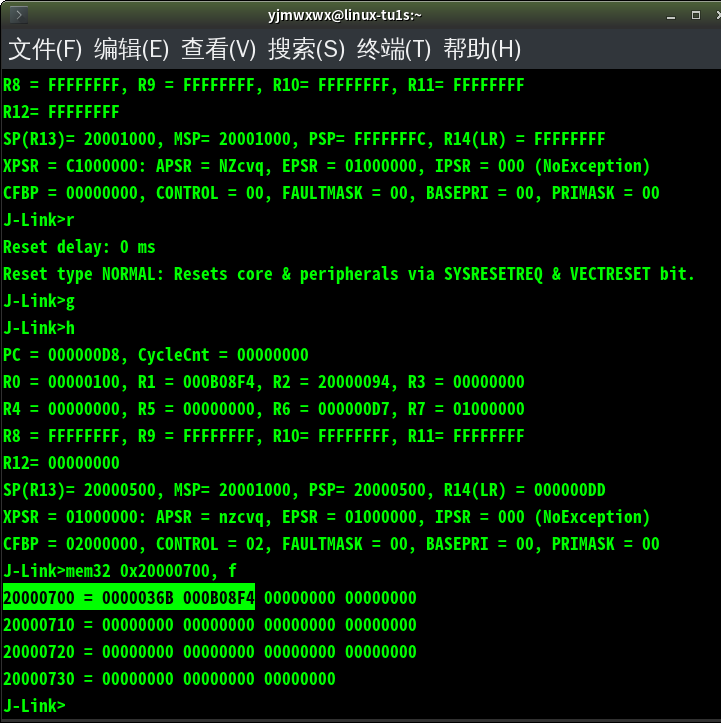 yjmwxwx@linux-tu1s:~
文件(F) 编辑(E) 查看(V) 搜索(S) 终端(T) 帮助(H)
R8 = FFFFFFFF, R9 = FFFFFFFF, R10= FFFFFFFF, R11= FFFFFFFF
R12= FFFFFFFF
SP(R13)= 20001000, MSP= 20001000, PSP= FFFFFFFC, R14(LR) = FFFFFFFF
XPSR = C1000000: APSR = NZcvq, EPSR = 01000000, IPSR = 000 (NoException)
CFBP = 00000000, CONTROL = 00, FAULTMASK = 00, BASEPRI = 00, PRIMASK = 00
J-Link>r
Reset delay: 0 ms
Reset type NORMAL: Resets core & peripherals via SYSRESETREQ & VECTRESET bit.
J-Link>g
J-Link>h
PC = 000000D8, CycleCnt = 00000000
R0 = 00000100, R1 = 000B08F4, R2 = 20000094, R3 = 00000000
R4 = 00000000, R5 = 00000000, R6 = 000000D7, R7 = 01000000
R8 = FFFFFFFF, R9 = FFFFFFFF, R10= FFFFFFFF, R11= FFFFFFFF
R12= 00000000
SP(R13)= 20000500, MSP= 20001000, PSP= 20000500, R14(LR) = 000000DD
XPSR = 01000000: APSR = nzcvq, EPSR = 01000000, IPSR = 000 (NoException)
CFBP = 02000000, CONTROL = 02, FAULTMASK = 00, BASEPRI = 00, PRIMASK = 00
J-Link>mem32 0x20000700, f
20000700 = 0000036B 000B08F4 00000000 00000000
20000710 = 00000000 00000000 00000000 00000000
20000720 = 00000000 00000000 00000000 00000000
20000730 = 00000000 00000000 00000000
J-Link>